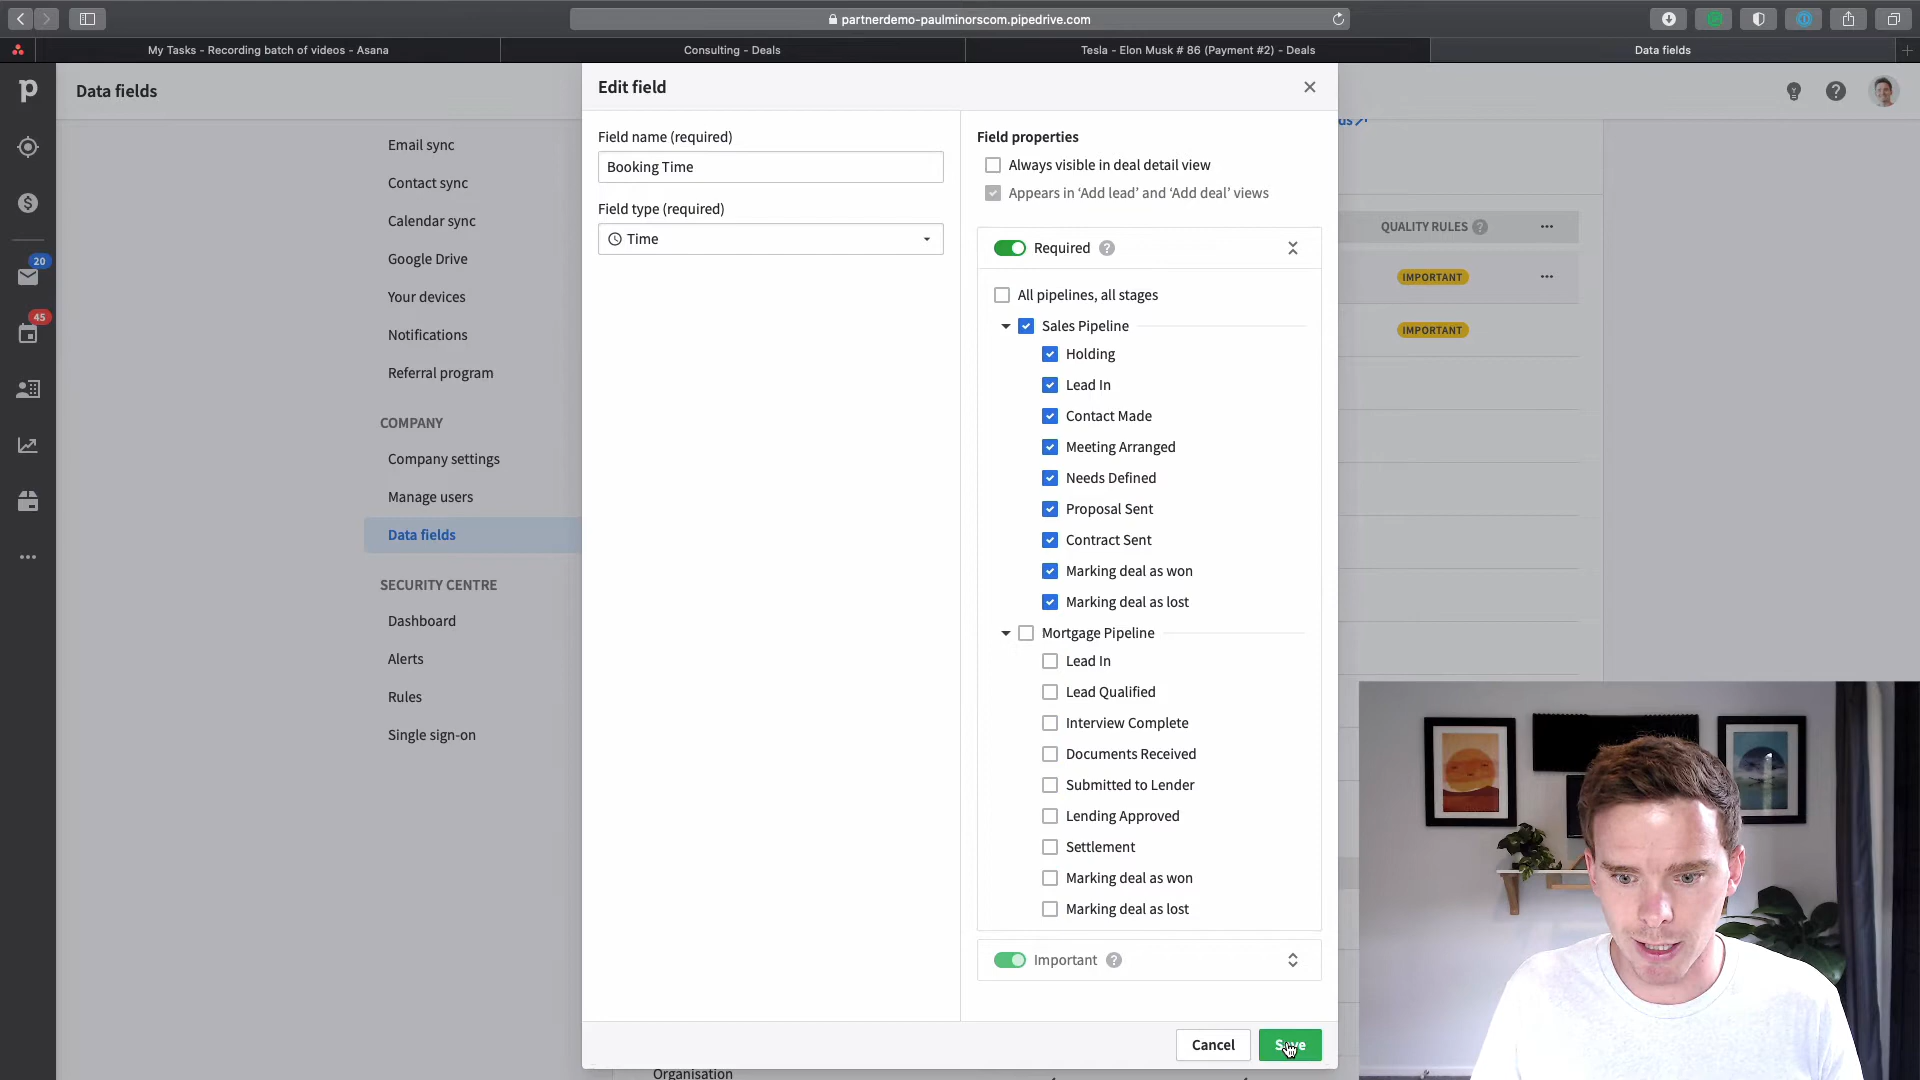 partnerdemo-paulminorscom.pipedrive.com
My Tasks - Recording batch of videos - Asana
Consulting - Deals
Tesla - Elon Musk # 86 (Payment #2) - Deals
Data fields
Data fields
Edit field
Email sync
Contact sync
Calendar sync
Google Drive
Your devices
Notifications
Referral program
COMPANY
Company settings
Manage users
Data fields
SECURITY CENTRE
Dashboard
Alerts
Rules
Single sign-on
20
45
Field name (required)
Booking Time
Field type (required)
Time
Field properties
Always visible in deal detail view
Appears in ‘Add lead’ and ‘Add deal’ views
Required ?
All pipelines, all stages
Sales Pipeline
Holding
Lead In
Contact Made
Meeting Arranged
Needs Defined
Proposal Sent
Contract Sent
Marking deal as won
Marking deal as lost
Mortgage Pipeline
Lead In
Lead Qualified
Interview Complete
Documents Received
Submitted to Lender
Lending Approved
Settlement
Marking deal as won
Marking deal as lost
Important ?
Cancel
Save
QUALITY RULES ?
IMPORTANT
IMPORTANT
Organisation